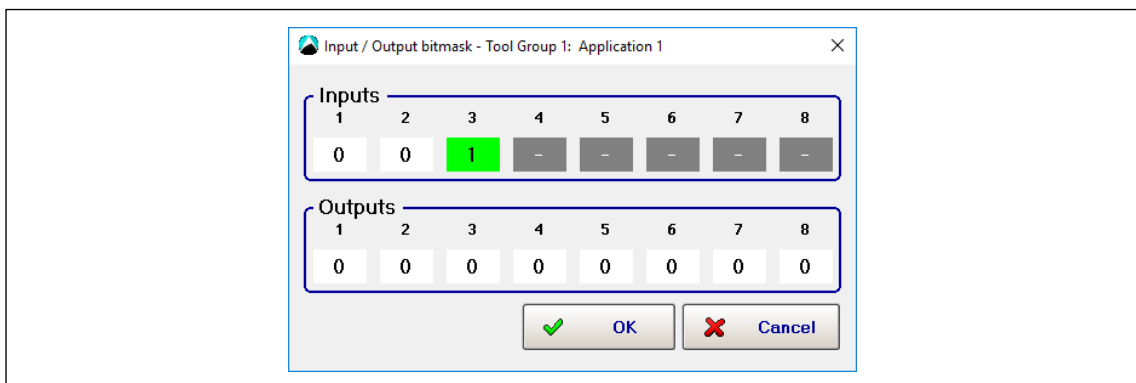 Input / Output bitmask - Tool Group 1: Application 1
Inputs
1 2 3 4 5 6 7 8
0 0 1 - - - - -
Outputs
1 2 3 4 5 6 7 8
0 0 0 0 0 0 0 0
OK Cancel